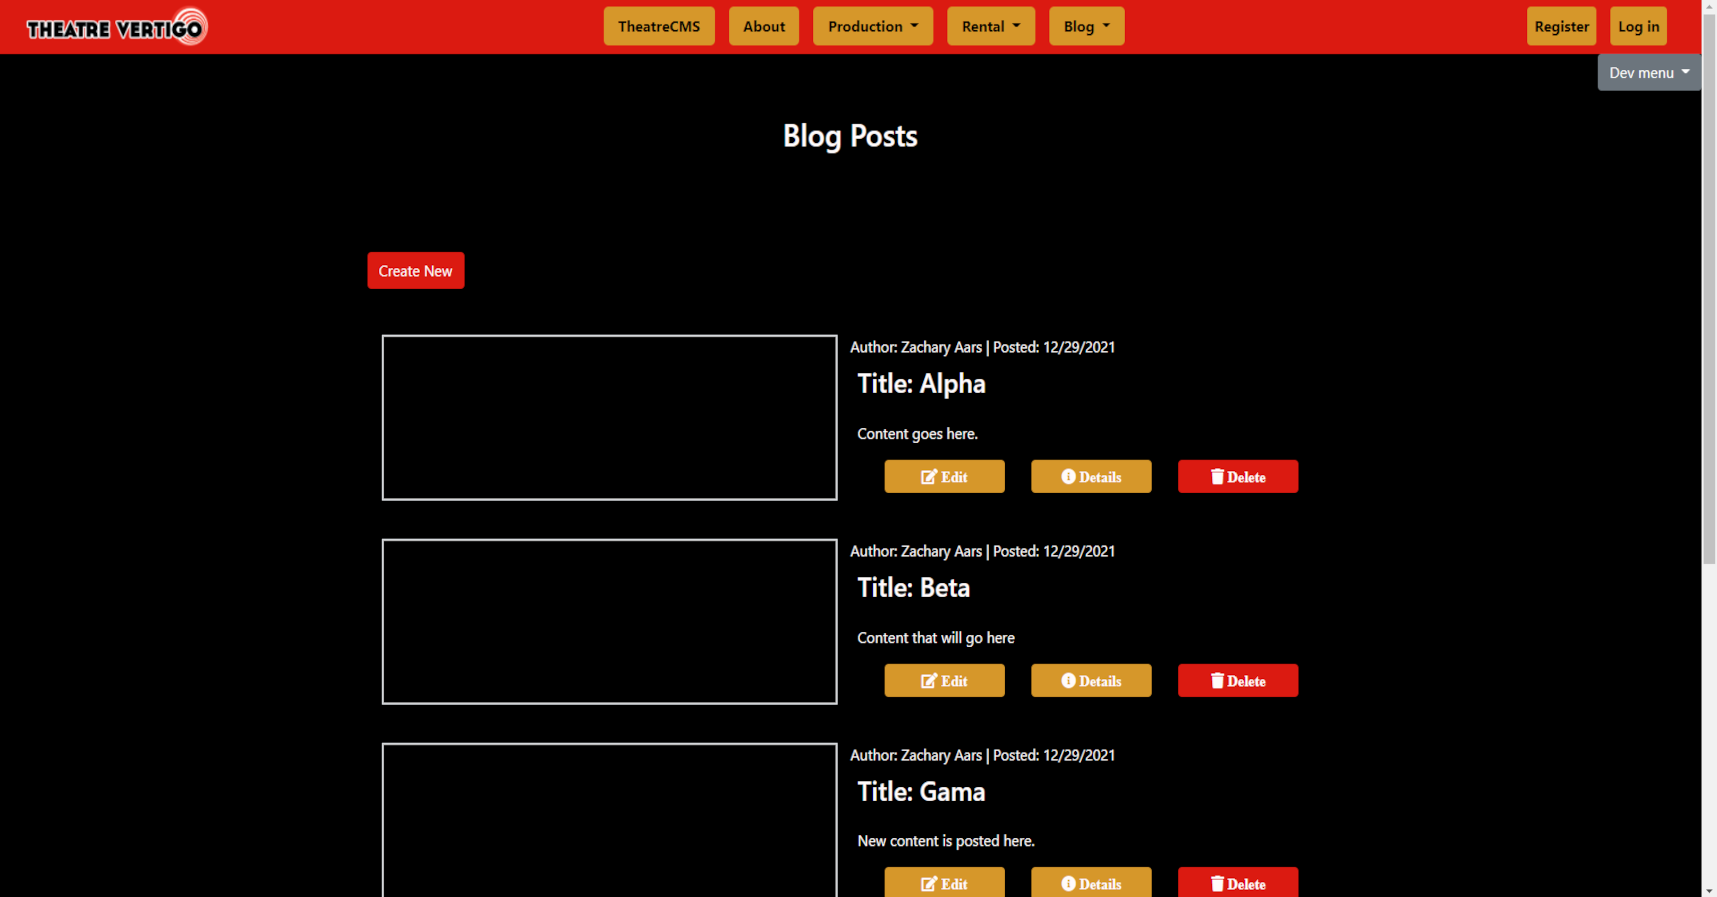 THEATRE VERTIGO
TheatreCMS About Production Rental Blog Register Log in
Dev menu
Blog Posts
Create New
Author: Zachary Aars | Posted: 12/29/2021
Title: Alpha
Content goes here.
Edit Details Delete
Author: Zachary Aars | Posted: 12/29/2021
Title: Beta
Content that will go here
Edit Details Delete
Author: Zachary Aars | Posted: 12/29/2021
Title: Gama
New content is posted here.
Edit Details Delete